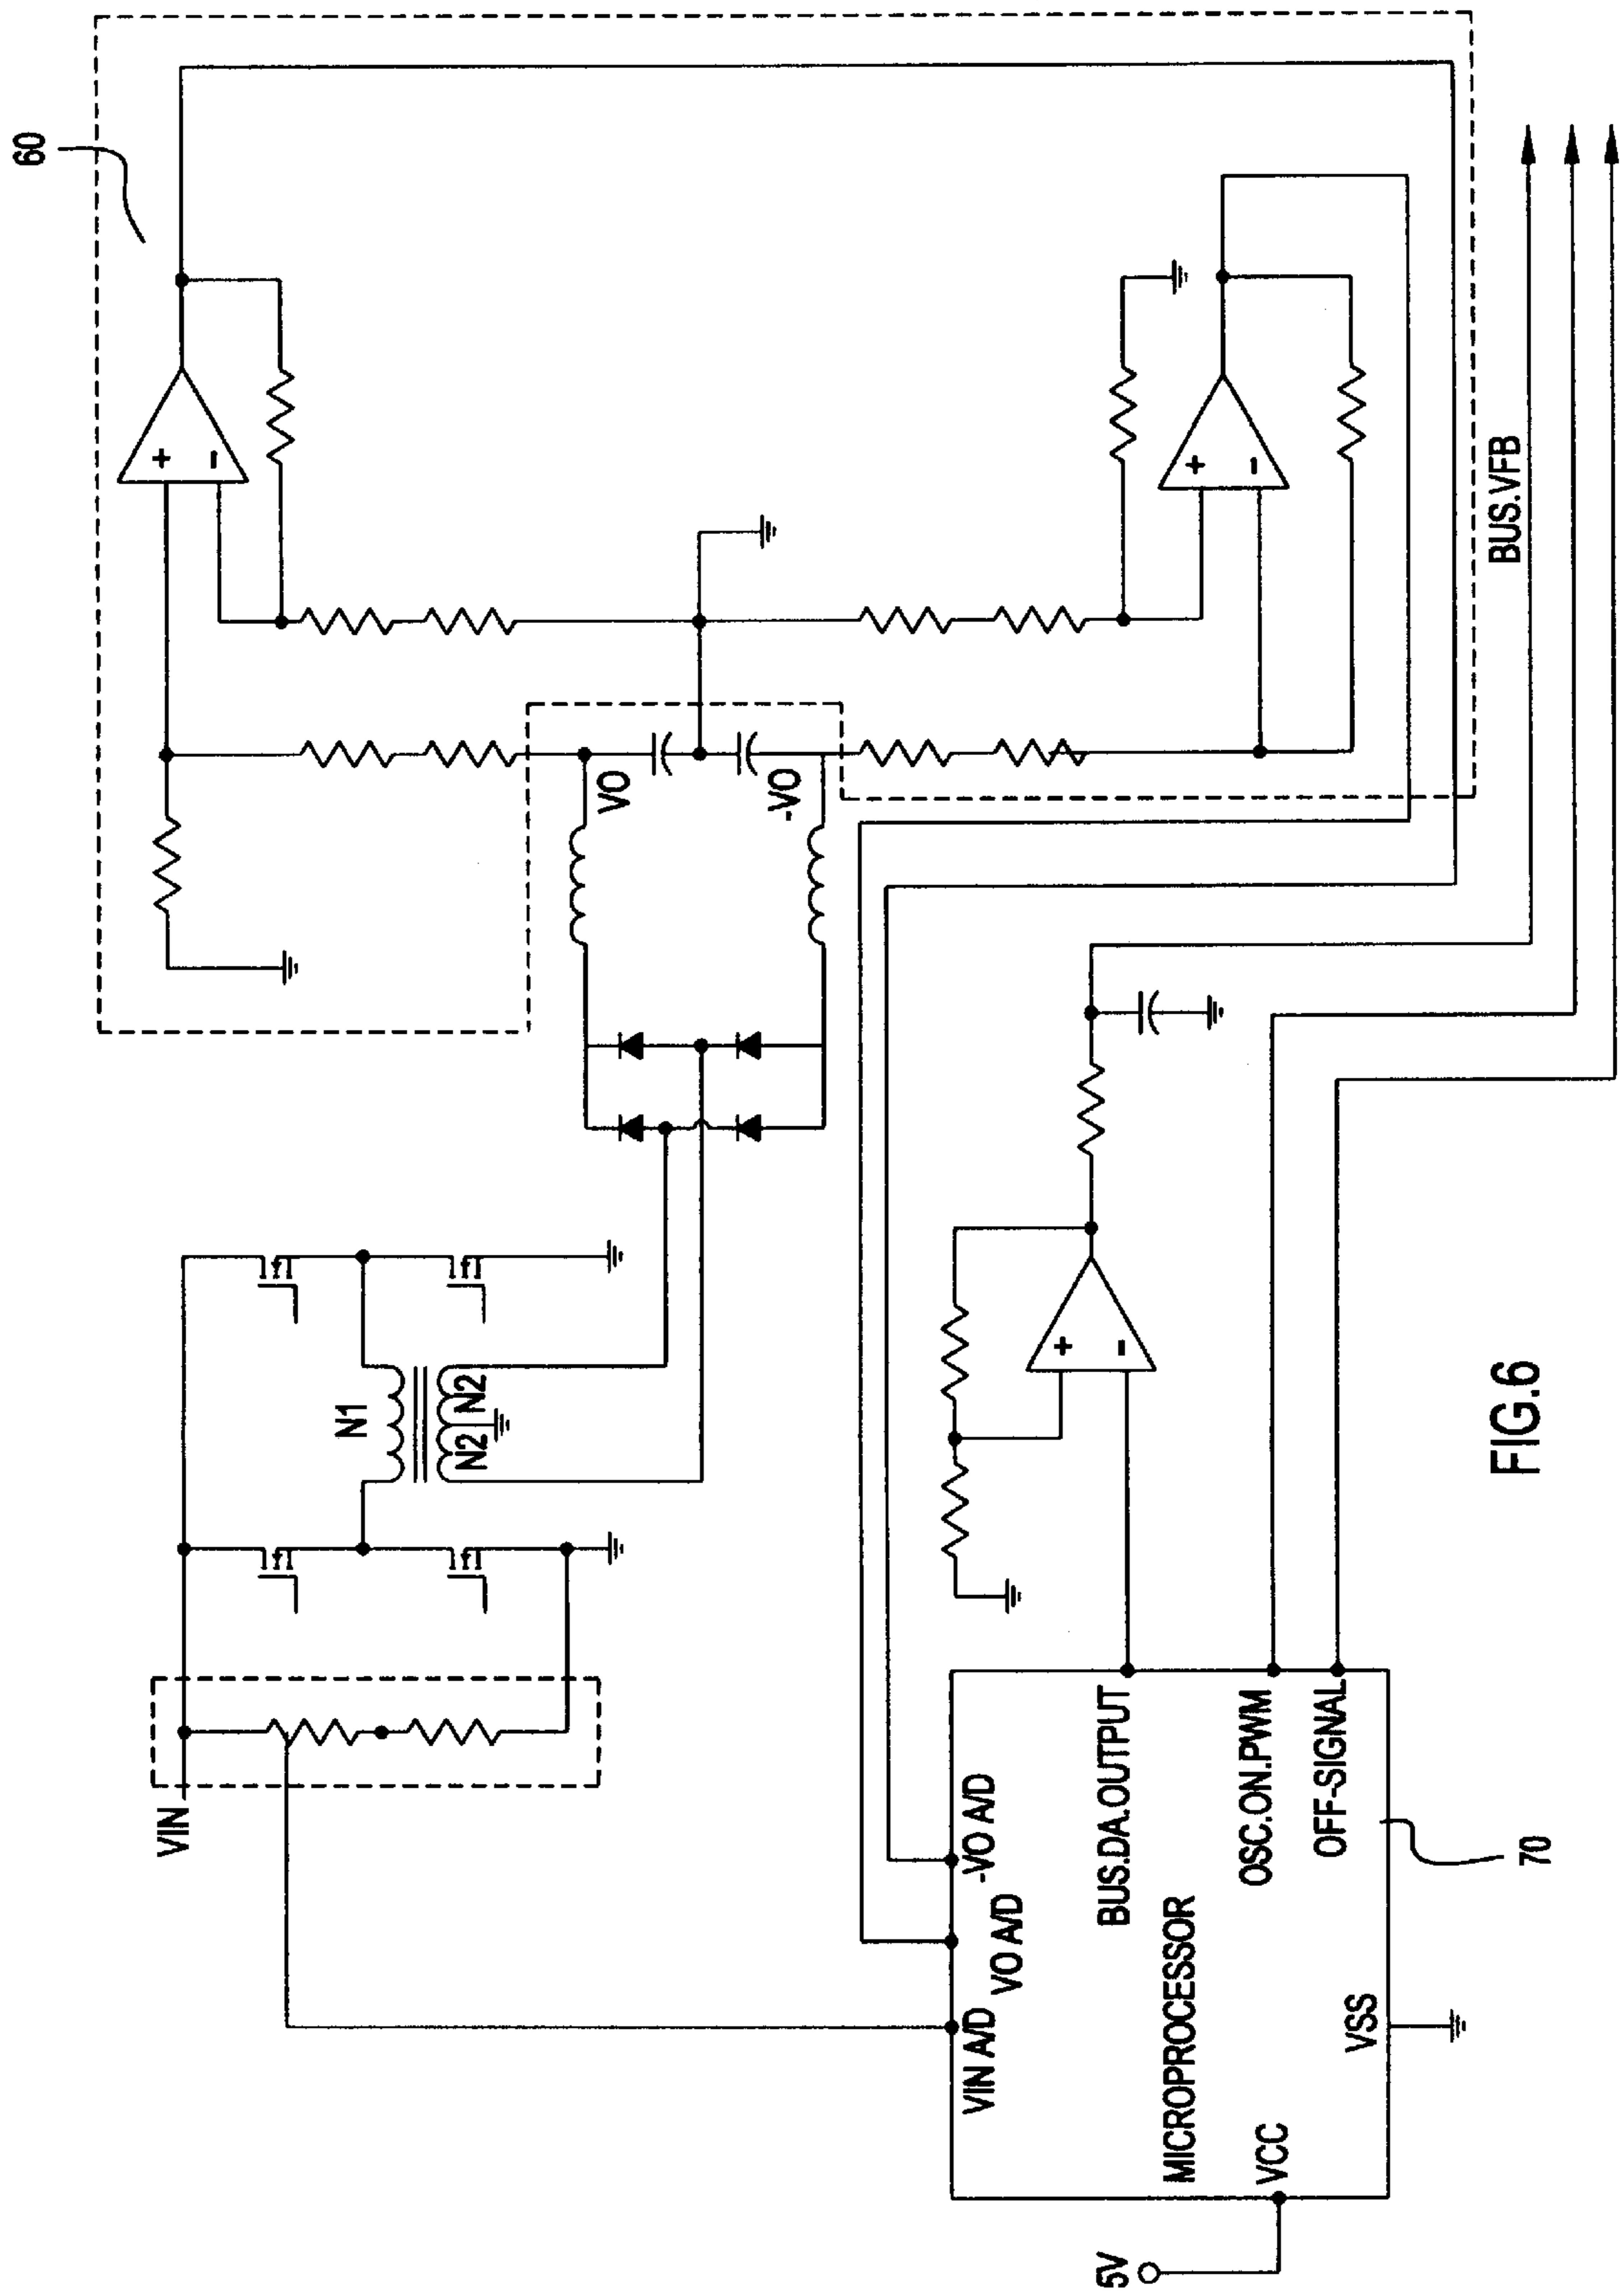 60
+
-
VIN
N1
N2
N2
VO
-VO
+
-
+
-
BUS.VFB
VIN A/D
VO A/D
-VO A/D
BUS.DA.OUTPUT
MICROPROCESSOR
OSC.ON.PWM
OFF-SIGNAL
VCC
VSS
5V
70
FIG.6